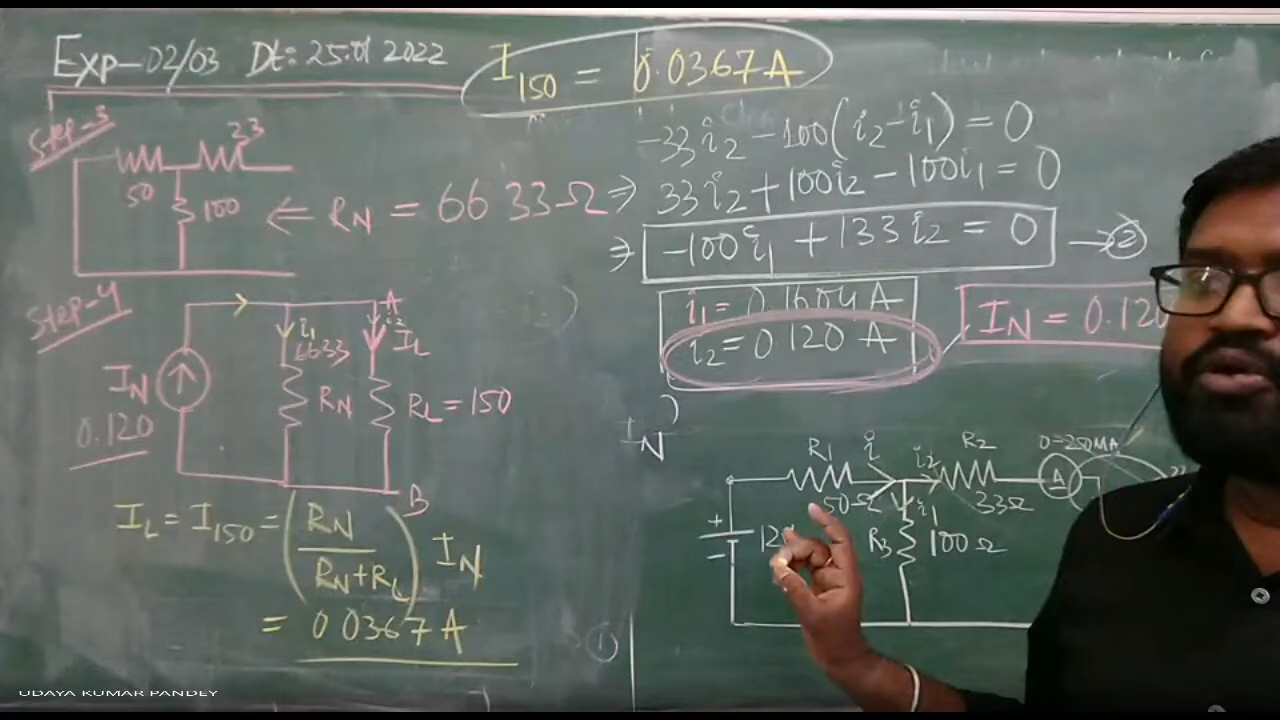 Exp-02/03 Dt: 25.01 2022
I150 = 0.0367A
Step-3
23
50
100
⇐ RN = 66 33Ω
-33i2 - 100(i2-i1) = 0
⇒ 33i2 + 100i2 - 100i1 = 0
⇒ -100i1 + 133i2 = 0 → 2
i1 = 0.1604 A
i2 = 0 120 A
IN = 0.120
Step-4
IN
0.120
i1
6633
RN
A
i2
IL
RL = 150
B
IL = I150 = (RN / RN+RL) IN
= 0 0367 A
IN
R1
50Ω
i
i2
R2
33Ω
0-250MA
A
i1
R3
100Ω
+
-
UDAYA KUMAR PANDEY